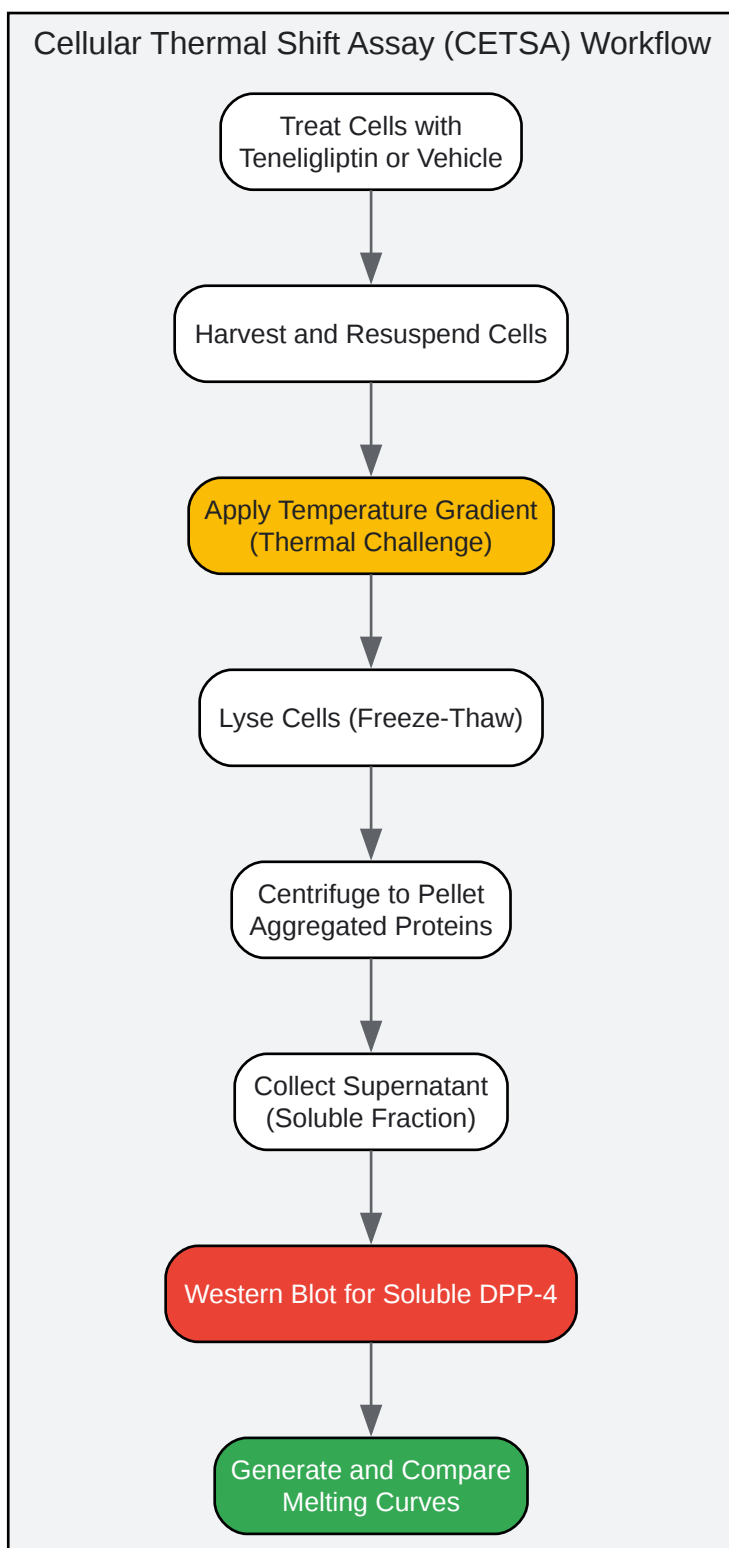 Cellular Thermal Shift Assay (CETSA) Workflow
Treat Cells with
Teneligliptin or Vehicle
Harvest and Resuspend Cells
Apply Temperature Gradient
(Thermal Challenge)
Lyse Cells (Freeze-Thaw)
Centrifuge to Pellet
Aggregated Proteins
Collect Supernatant
(Soluble Fraction)
Western Blot for Soluble DPP-4
Generate and Compare
Melting Curves